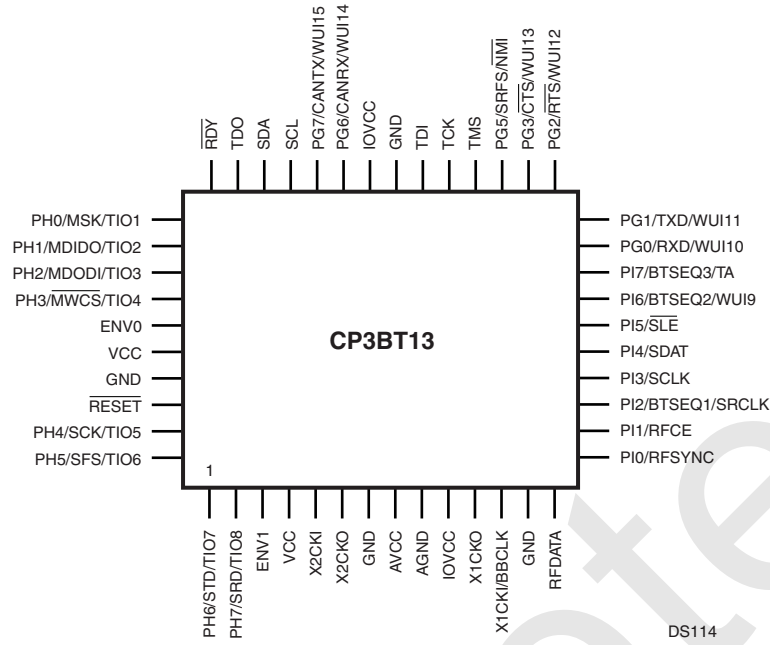 RDY
TDO
SDA
SCL
PG7/CANTX/WUI15
PG6/CANRX/WUI14
IOVCC
GND
TDI
TCK
TMS
PG5/SRFS/NMI
PG3/CTS/WUI13
PG2/RTS/WUI12
PH0/MSK/TIO1
PH1/MDIDO/TIO2
PH2/MDODI/TIO3
PH3/MWCS/TIO4
ENV0
VCC
GND
RESET
PH4/SCK/TIO5
PH5/SFS/TIO6
CP3BT13
1
PG1/TXD/WUI11
PG0/RXD/WUI10
PI7/BTSEQ3/TA
PI6/BTSEQ2/WUI9
PI5/SLE
PI4/SDAT
PI3/SCLK
PI2/BTSEQ1/SRCLK
PI1/RFCE
PI0/RFSYNC
PH6/STD/TIO7
PH7/SRD/TIO8
ENV1
VCC
X2CKI
X2CKO
GND
AVCC
AGND
IOVCC
X1CKO
X1CKI/BBCLK
GND
RFDATA
DS114